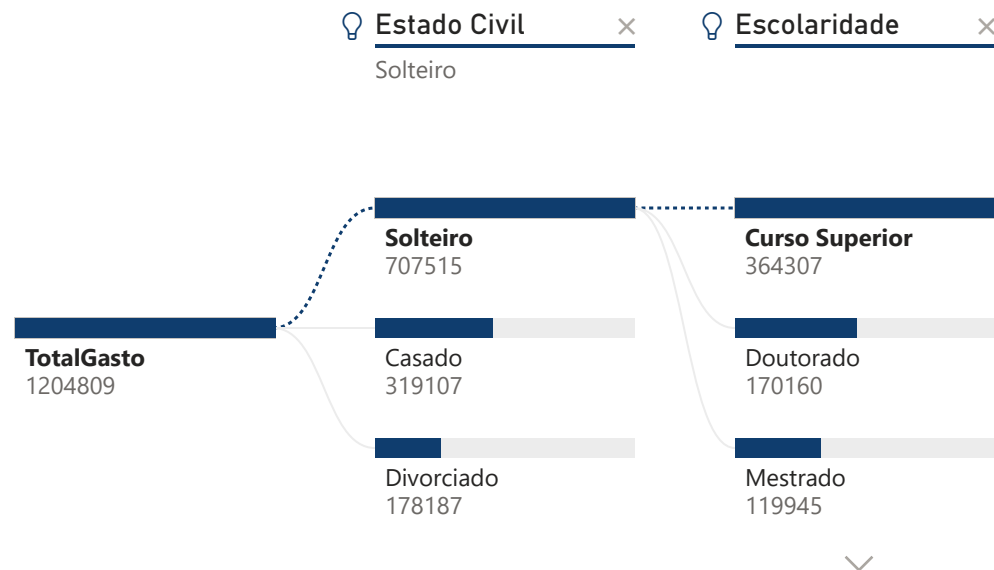 Estado Civil
Solteiro
Escolaridade
TotalGasto
1204809
Solteiro
707515
Casado
319107
Divorciado
178187
Curso Superior
364307
Doutorado
170160
Mestrado
119945